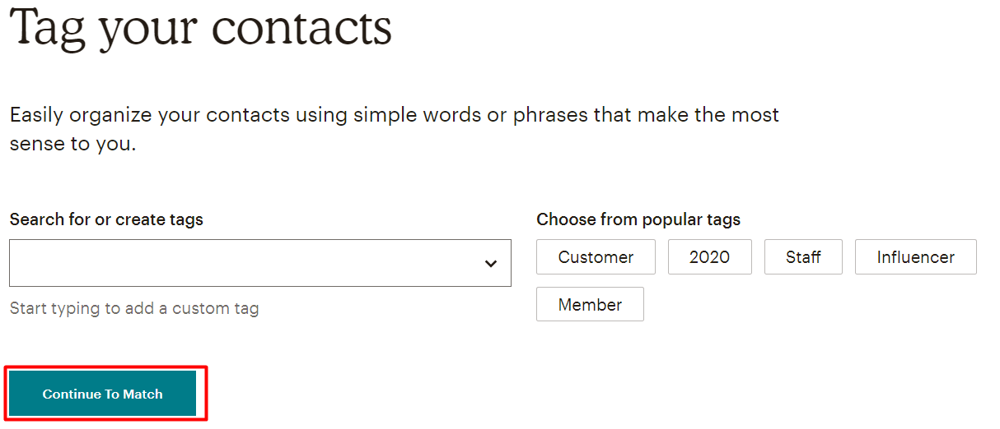 Tag your contacts
Easily organize your contacts using simple words or phrases that make the most
sense to you.
Search for or create tags
Start typing to add a custom tag
Choose from popular tags
Customer
2020
Staff
Influencer
Member
Continue To Match